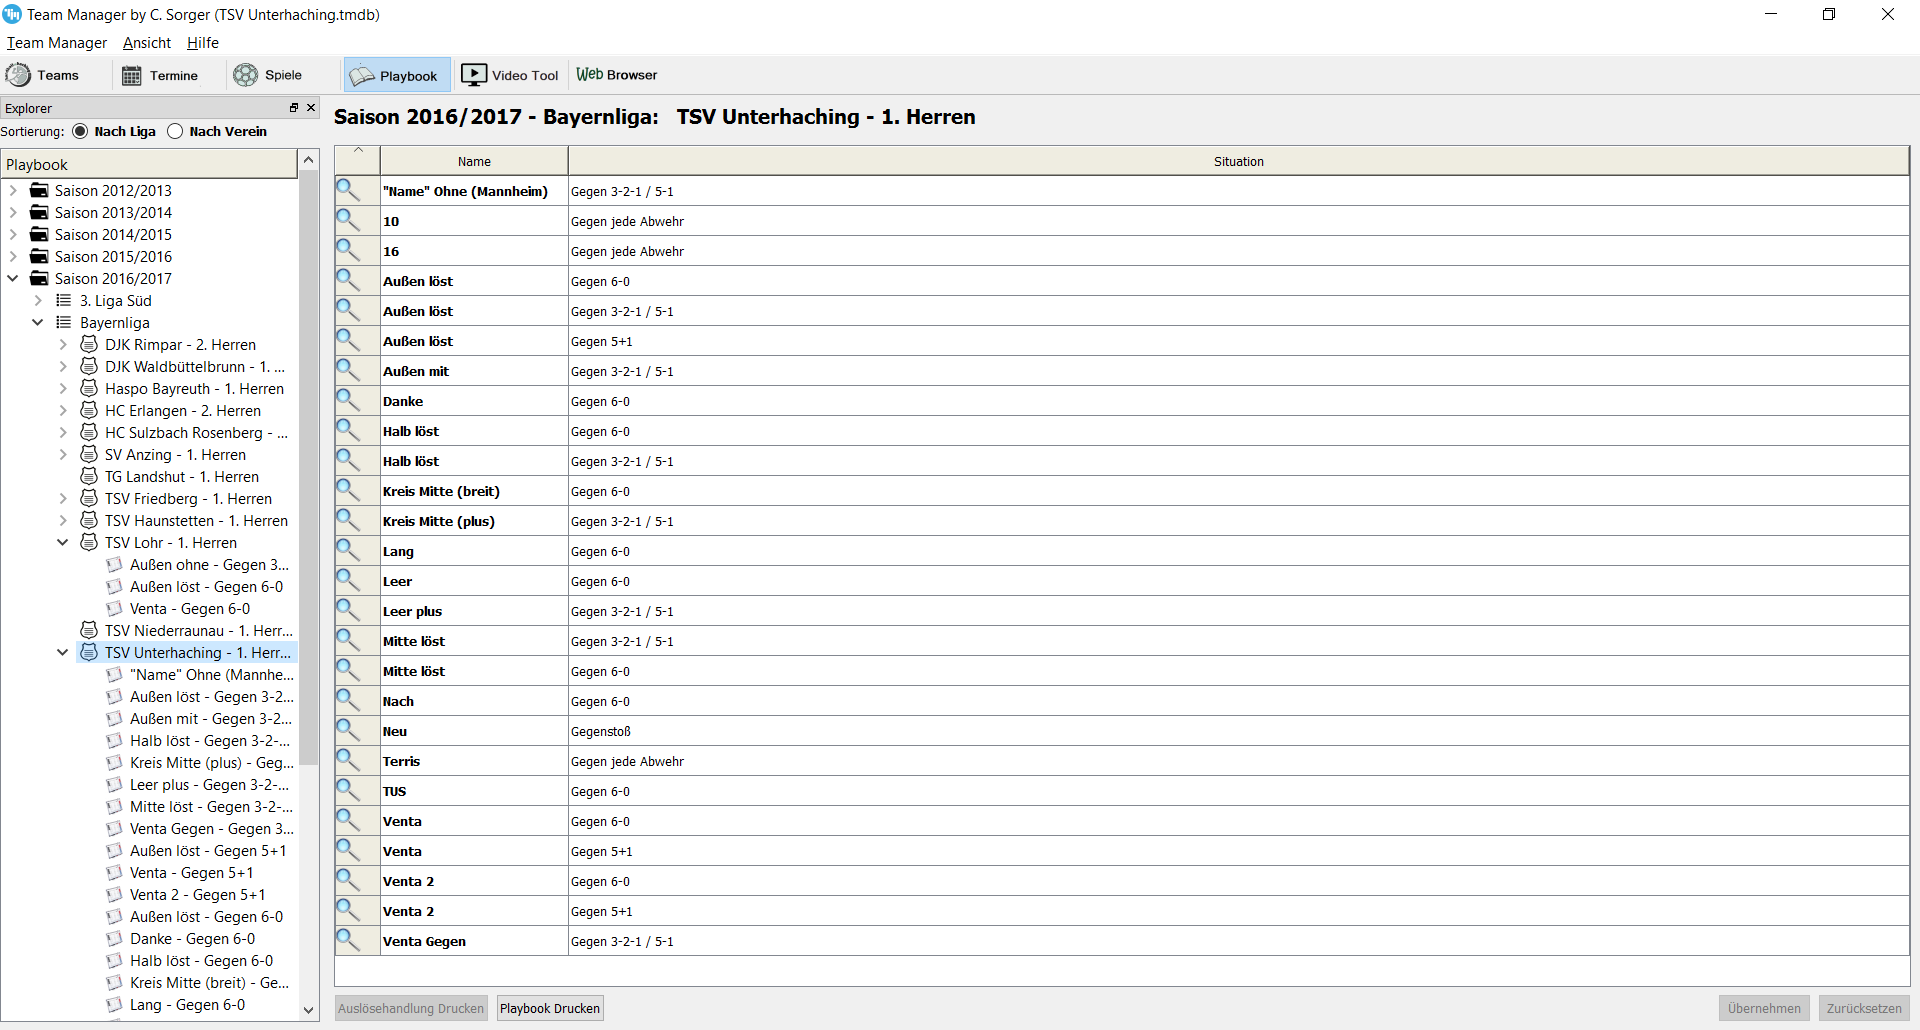 Team Manager by C. Sorger (TSV Unterhaching.tmdb)
Team Manager Ansicht Hilfe
Teams Termine Spiele Playbook Video Tool Web Browser
Explorer
Sortierung: Nach Liga Nach Verein
Playbook
Saison 2012/2013
Saison 2013/2014
Saison 2014/2015
Saison 2015/2016
Saison 2016/2017
3. Liga Süd
Bayernliga
DJK Rimpar - 2. Herren
DJK Waldbüttelbrunn - 1. ...
Haspo Bayreuth - 1. Herren
HC Erlangen - 2. Herren
HC Sulzbach Rosenberg - ...
SV Anzing - 1. Herren
TG Landshut - 1. Herren
TSV Friedberg - 1. Herren
TSV Haunstetten - 1. Herren
TSV Lohr - 1. Herren
Außen ohne - Gegen 3...
Außen löst - Gegen 6-0
Venta - Gegen 6-0
TSV Niederraunau - 1. Herr...
TSV Unterhaching - 1. Herr...
"Name" Ohne (Mannhe...
Außen löst - Gegen 3-2...
Außen mit - Gegen 3-2...
Halb löst - Gegen 3-2-...
Kreis Mitte (plus) - Geg...
Leer plus - Gegen 3-2-...
Mitte löst - Gegen 3-2-...
Venta Gegen - Gegen 3...
Außen löst - Gegen 5+1
Venta - Gegen 5+1
Venta 2 - Gegen 5+1
Außen löst - Gegen 6-0
Danke - Gegen 6-0
Halb löst - Gegen 6-0
Kreis Mitte (breit) - Ge...
Lang - Gegen 6-0
Saison 2016/2017 - Bayernliga: TSV Unterhaching - 1. Herren
Name Situation
"Name" Ohne (Mannheim) Gegen 3-2-1 / 5-1
10 Gegen jede Abwehr
16 Gegen jede Abwehr
Außen löst Gegen 6-0
Außen löst Gegen 3-2-1 / 5-1
Außen löst Gegen 5+1
Außen mit Gegen 3-2-1 / 5-1
Danke Gegen 6-0
Halb löst Gegen 6-0
Halb löst Gegen 3-2-1 / 5-1
Kreis Mitte (breit) Gegen 6-0
Kreis Mitte (plus) Gegen 3-2-1 / 5-1
Lang Gegen 6-0
Leer Gegen 6-0
Leer plus Gegen 3-2-1 / 5-1
Mitte löst Gegen 3-2-1 / 5-1
Mitte löst Gegen 6-0
Nach Gegen 6-0
Neu Gegenstoß
Terris Gegen jede Abwehr
TUS Gegen 6-0
Venta Gegen 6-0
Venta Gegen 5+1
Venta 2 Gegen 6-0
Venta 2 Gegen 5+1
Venta Gegen Gegen 3-2-1 / 5-1
Auslösehandlung Drucken Playbook Drucken Übernehmen Zurücksetzen